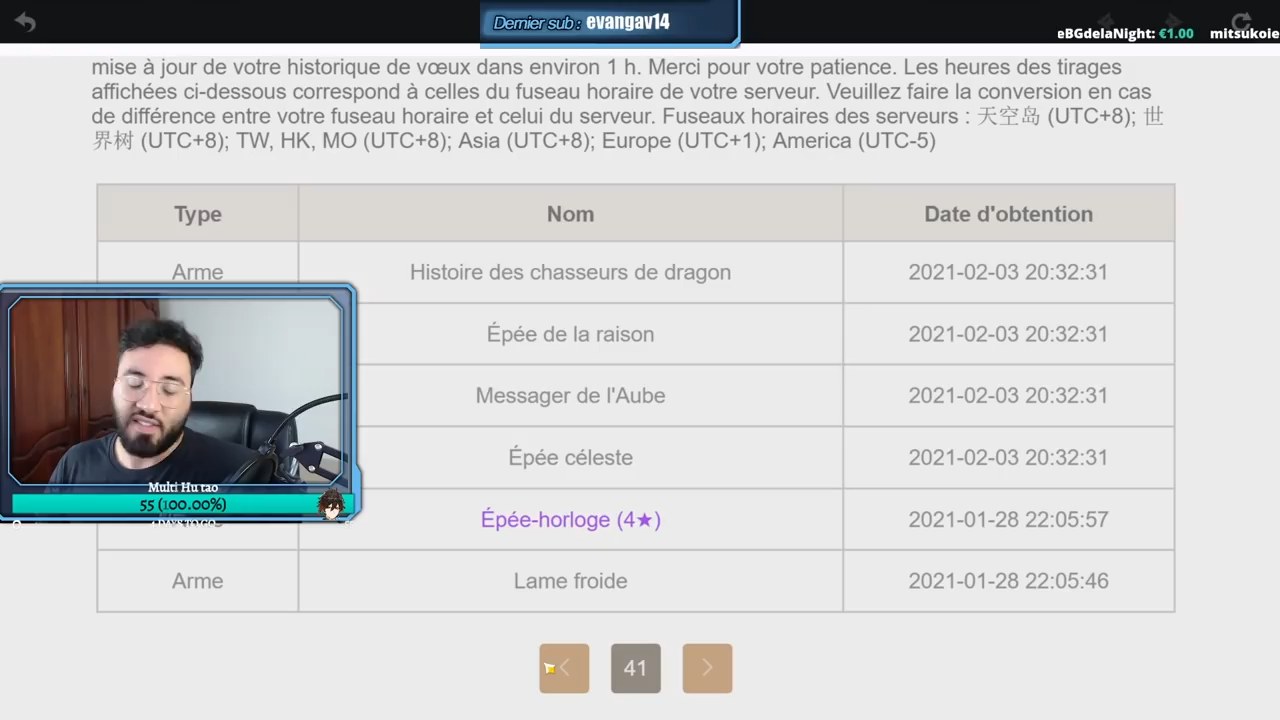 Dernier sub : evangav14
eBGdelaNight: €1.00 mitsukoie
mise à jour de votre historique de vœux dans environ 1 h. Merci pour votre patience. Les heures des tirages
affichées ci-dessous correspond à celles du fuseau horaire de votre serveur. Veuillez faire la conversion en cas
de différence entre votre fuseau horaire et celui du serveur. Fuseaux horaires des serveurs : 天空岛 (UTC+8); 世
界树 (UTC+8); TW, HK, MO (UTC+8); Asia (UTC+8); Europe (UTC+1); America (UTC-5)
Type Nom Date d'obtention
Arme Histoire des chasseurs de dragon 2021-02-03 20:32:31
Épée de la raison 2021-02-03 20:32:31
Messager de l'Aube 2021-02-03 20:32:31
Épée céleste 2021-02-03 20:32:31
Multi Hu tao
55 (100.00%)
Épée-horloge (4★) 2021-01-28 22:05:57
Arme Lame froide 2021-01-28 22:05:46
< 41 >